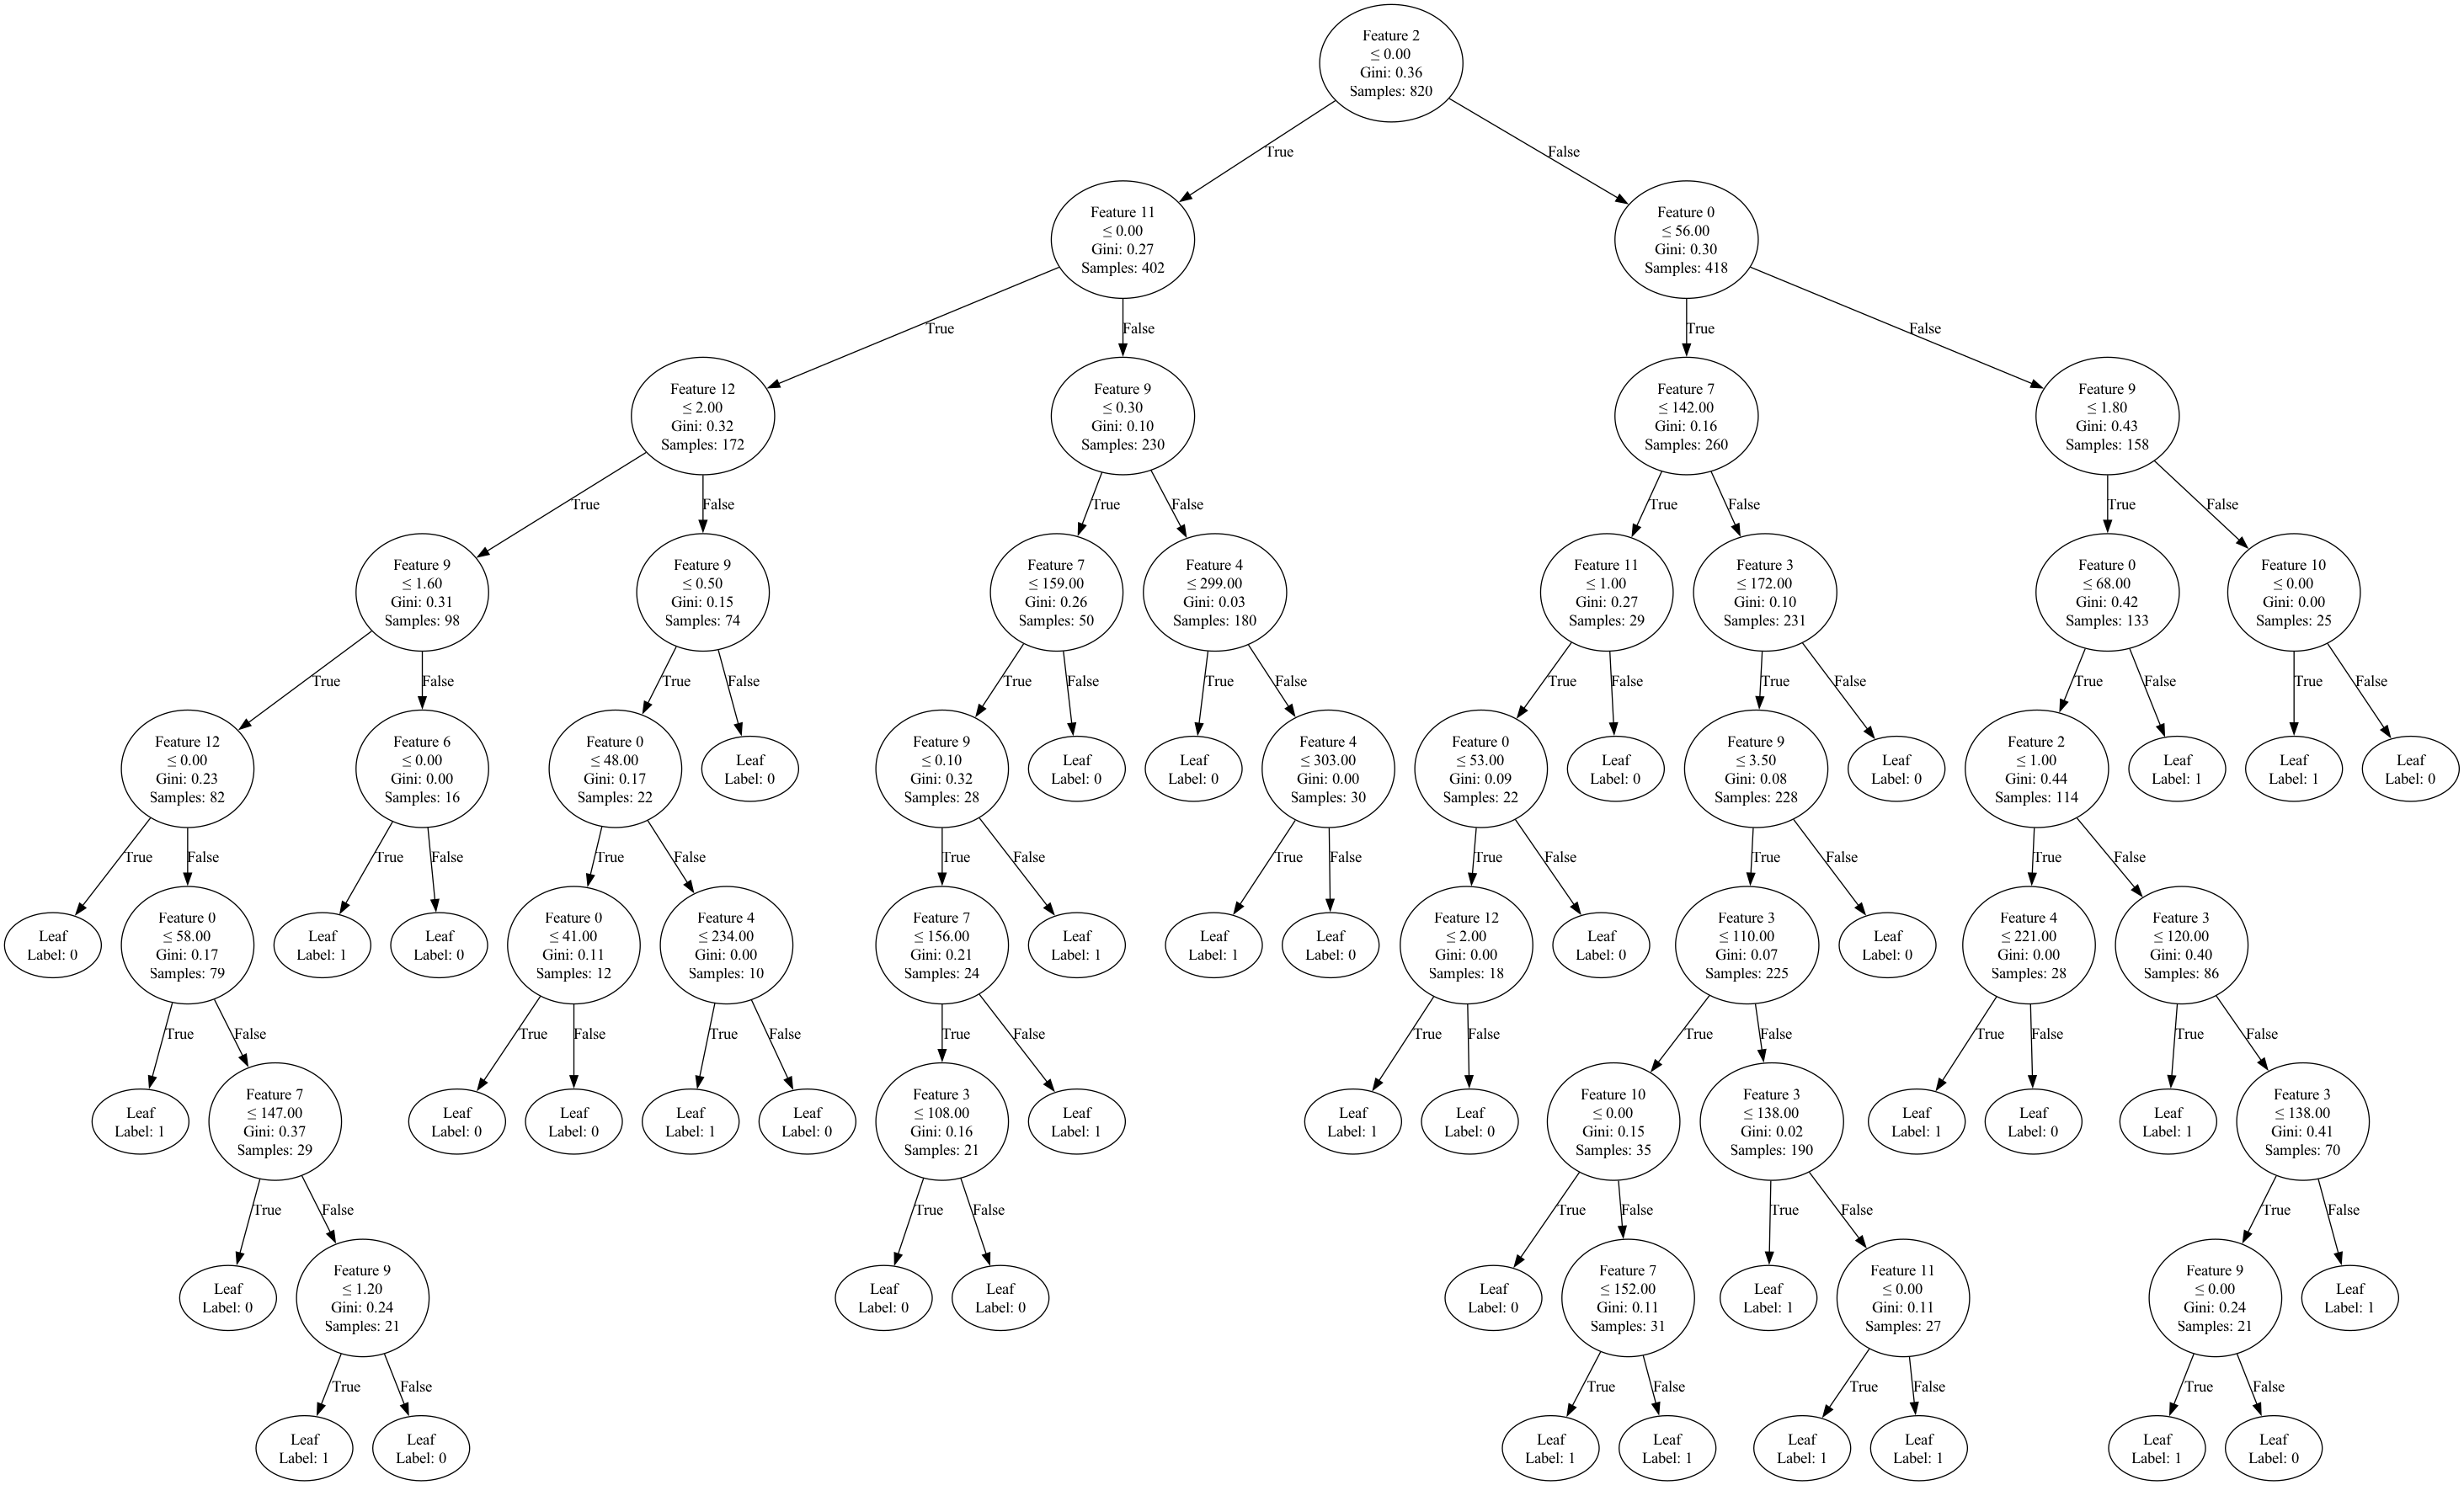 Feature 2
≤ 0.00
Gini: 0.36
Samples: 820
True
False
Feature 11
≤ 0.00
Gini: 0.27
Samples: 402
Feature 0
≤ 56.00
Gini: 0.30
Samples: 418
True
False
True
False
Feature 12
≤ 2.00
Gini: 0.32
Samples: 172
Feature 9
≤ 0.30
Gini: 0.10
Samples: 230
Feature 7
≤ 142.00
Gini: 0.16
Samples: 260
Feature 9
≤ 1.80
Gini: 0.43
Samples: 158
True
False
True
False
True
False
True
False
Feature 9
≤ 1.60
Gini: 0.31
Samples: 98
Feature 9
≤ 0.50
Gini: 0.15
Samples: 74
Feature 7
≤ 159.00
Gini: 0.26
Samples: 50
Feature 4
≤ 299.00
Gini: 0.03
Samples: 180
Feature 11
≤ 1.00
Gini: 0.27
Samples: 29
Feature 3
≤ 172.00
Gini: 0.10
Samples: 231
Feature 0
≤ 68.00
Gini: 0.42
Samples: 133
Feature 10
≤ 0.00
Gini: 0.00
Samples: 25
True
False
True
False
True
False
True
False
True
False
True
False
True
False
True
False
Feature 12
≤ 0.00
Gini: 0.23
Samples: 82
Feature 6
≤ 0.00
Gini: 0.00
Samples: 16
Feature 0
≤ 48.00
Gini: 0.17
Samples: 22
Leaf
Label: 0
Feature 9
≤ 0.10
Gini: 0.32
Samples: 28
Leaf
Label: 0
Leaf
Label: 0
Feature 4
≤ 303.00
Gini: 0.00
Samples: 30
Feature 0
≤ 53.00
Gini: 0.09
Samples: 22
Leaf
Label: 0
Feature 9
≤ 3.50
Gini: 0.08
Samples: 228
Leaf
Label: 0
Feature 2
≤ 1.00
Gini: 0.44
Samples: 114
Leaf
Label: 1
Leaf
Label: 1
Leaf
Label: 0
True
False
True
False
True
False
True
False
True
False
True
False
True
False
True
False
Leaf
Label: 0
Feature 0
≤ 58.00
Gini: 0.17
Samples: 79
Leaf
Label: 1
Leaf
Label: 0
Feature 0
≤ 41.00
Gini: 0.11
Samples: 12
Feature 4
≤ 234.00
Gini: 0.00
Samples: 10
Feature 7
≤ 156.00
Gini: 0.21
Samples: 24
Leaf
Label: 1
Leaf
Label: 1
Leaf
Label: 0
Feature 12
≤ 2.00
Gini: 0.00
Samples: 18
Leaf
Label: 0
Feature 3
≤ 110.00
Gini: 0.07
Samples: 225
Leaf
Label: 0
Feature 4
≤ 221.00
Gini: 0.00
Samples: 28
Feature 3
≤ 120.00
Gini: 0.40
Samples: 86
True
False
True
False
True
False
True
False
True
False
True
False
True
False
True
False
Leaf
Label: 1
Feature 7
≤ 147.00
Gini: 0.37
Samples: 29
Leaf
Label: 0
Leaf
Label: 0
Leaf
Label: 1
Leaf
Label: 0
Feature 3
≤ 108.00
Gini: 0.16
Samples: 21
Leaf
Label: 1
Leaf
Label: 1
Leaf
Label: 0
Feature 10
≤ 0.00
Gini: 0.15
Samples: 35
Feature 3
≤ 138.00
Gini: 0.02
Samples: 190
Leaf
Label: 1
Leaf
Label: 0
Leaf
Label: 1
Feature 3
≤ 138.00
Gini: 0.41
Samples: 70
True
False
True
False
True
False
True
False
True
False
Leaf
Label: 0
Feature 9
≤ 1.20
Gini: 0.24
Samples: 21
Leaf
Label: 0
Leaf
Label: 0
Leaf
Label: 0
Feature 7
≤ 152.00
Gini: 0.11
Samples: 31
Leaf
Label: 1
Feature 11
≤ 0.00
Gini: 0.11
Samples: 27
Feature 9
≤ 0.00
Gini: 0.24
Samples: 21
Leaf
Label: 1
True
False
True
False
True
False
True
False
Leaf
Label: 1
Leaf
Label: 0
Leaf
Label: 1
Leaf
Label: 1
Leaf
Label: 1
Leaf
Label: 1
Leaf
Label: 1
Leaf
Label: 0